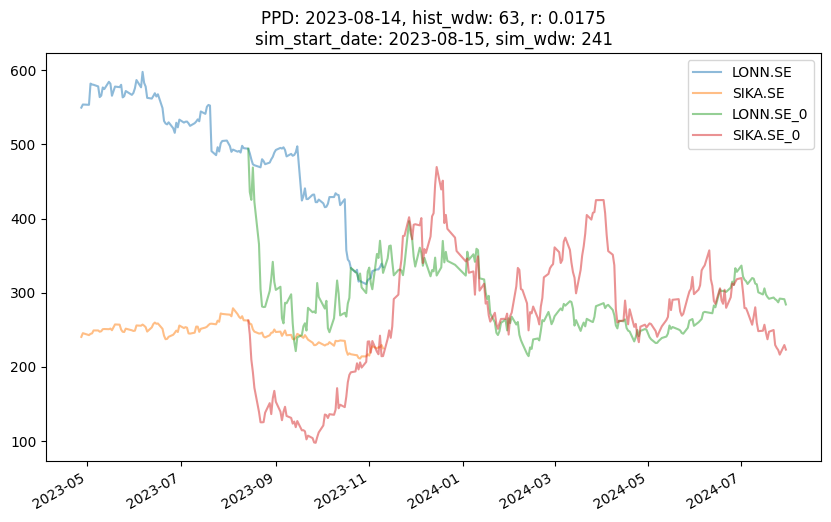 PPD: 2023-08-14, hist_wdw: 63, r: 0.0175
sim_start_date: 2023-08-15, sim_wdw: 241
LONN.SE
SIKA.SE
LONN.SE_0
SIKA.SE_0
600
500
400
300
200
100
2023-05
2023-07
2023-09
2023-11
2024-01
2024-03
2024-05
2024-07